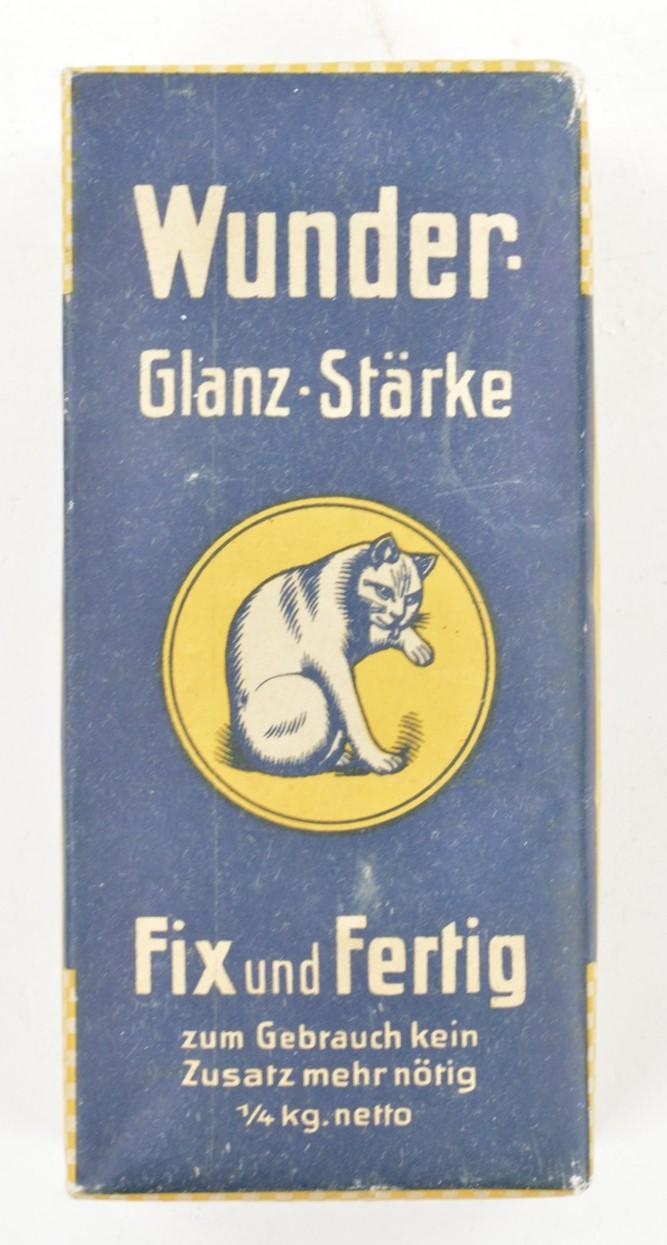 Wunder-
Glanz-Stärke
Fix und Fertig
zum Gebrauch kein
Zusatz mehr nötig
1/4 kg. netto